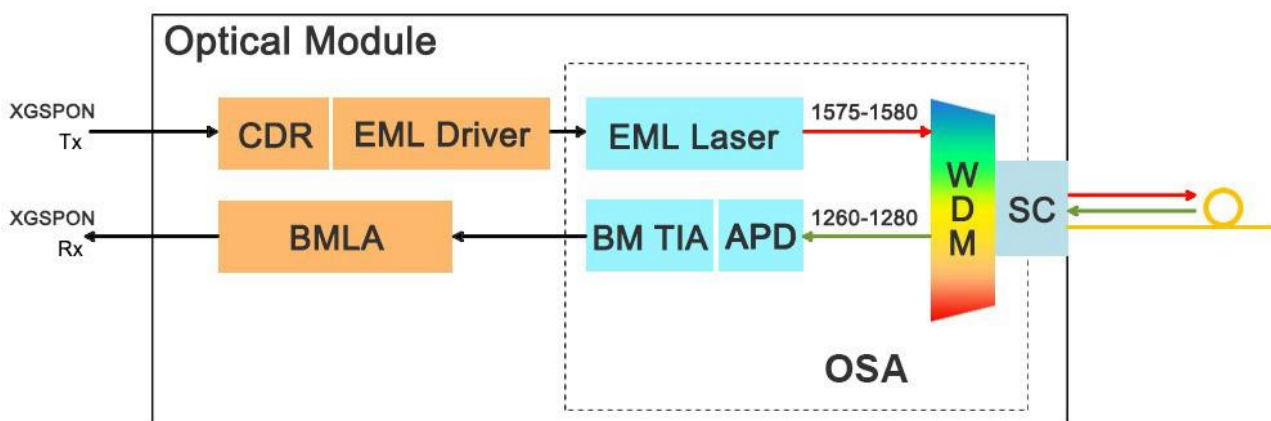 Optical Module
XGSPON
Tx
CDR
EML Driver
EML Laser
1575-1580
XGSPON
Rx
BMLA
BM TIA
APD
1260-1280
WDM
SC
OSA